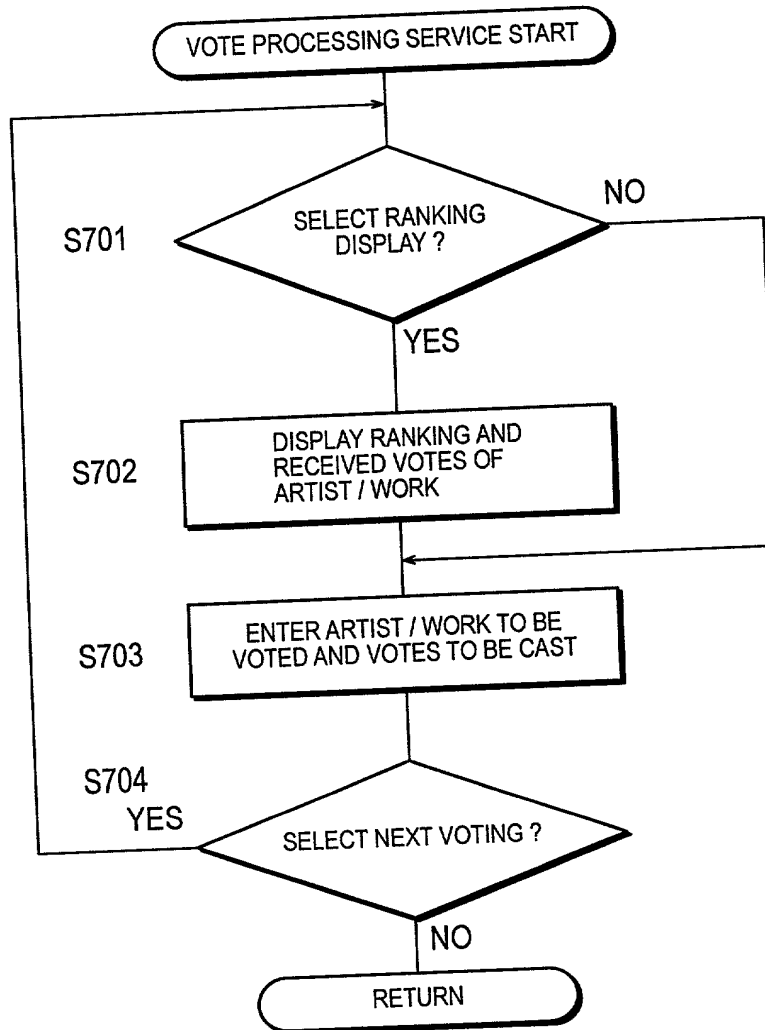 VOTE PROCESSING SERVICE START
NO
S701
SELECT RANKING
DISPLAY ?
YES
S702
DISPLAY RANKING AND
RECEIVED VOTES OF
ARTIST / WORK
S703
ENTER ARTIST / WORK TO BE
VOTED AND VOTES TO BE CAST
S704
YES
SELECT NEXT VOTING ?
NO
RETURN